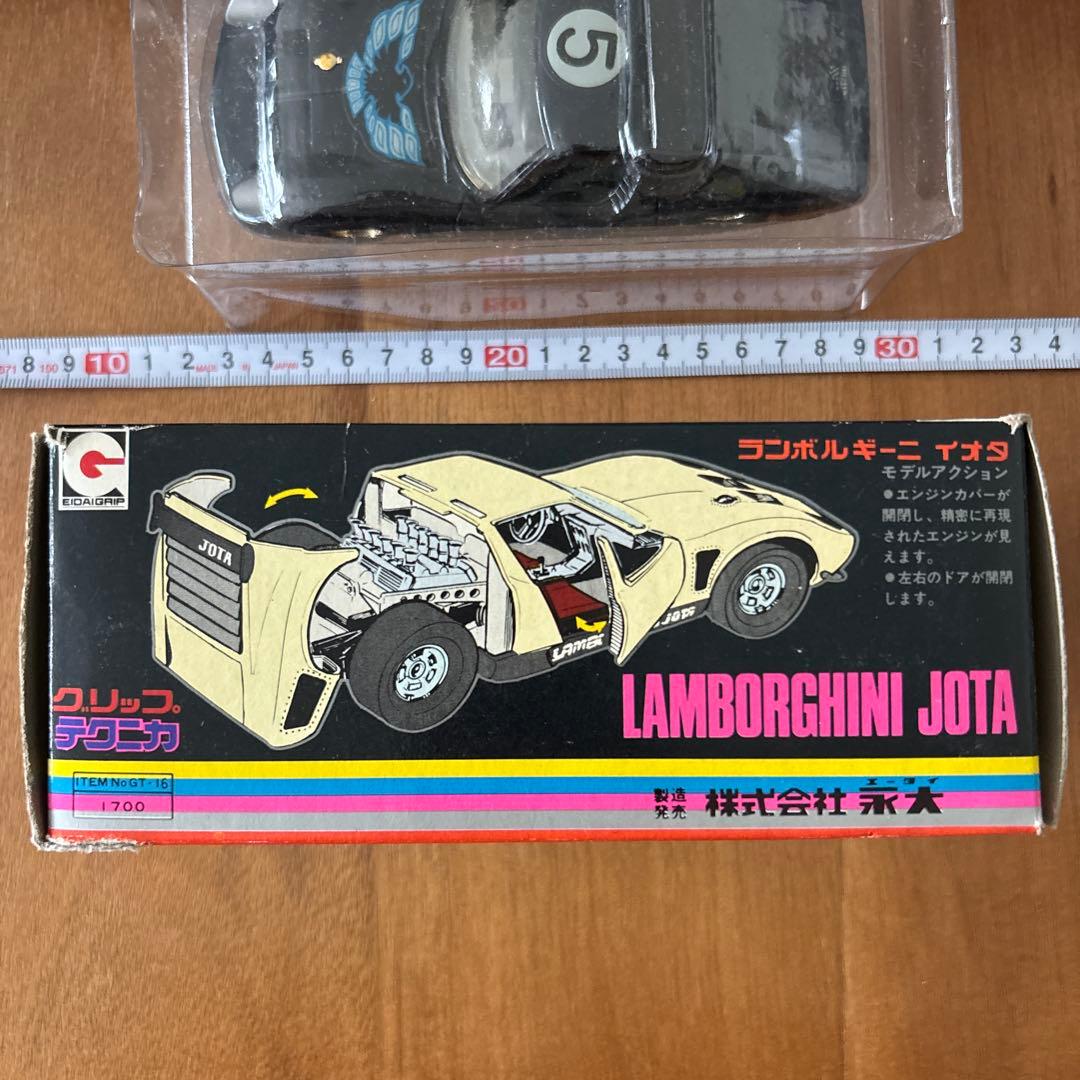 5
8 9 10 1 2 3 4 5 6 7 8 9 20 1 2 3 4 5 6 7 8 9 30 1 2 3 4
MADE IN JAPAN
EIDAIGRIP
ランボルギーニ イオタ
モデルアクション
●エンジンカバーが
開閉し、精密に再現
されたエンジンが見
えます。
●左右のドアが開閉
します。
JOTA
LAMEK
JOTA
グリップ
テクニカ
LAMBORGHINI JOTA
ITEM No GT-16
1700
製造
発売
エーダイ
株式会社 永大